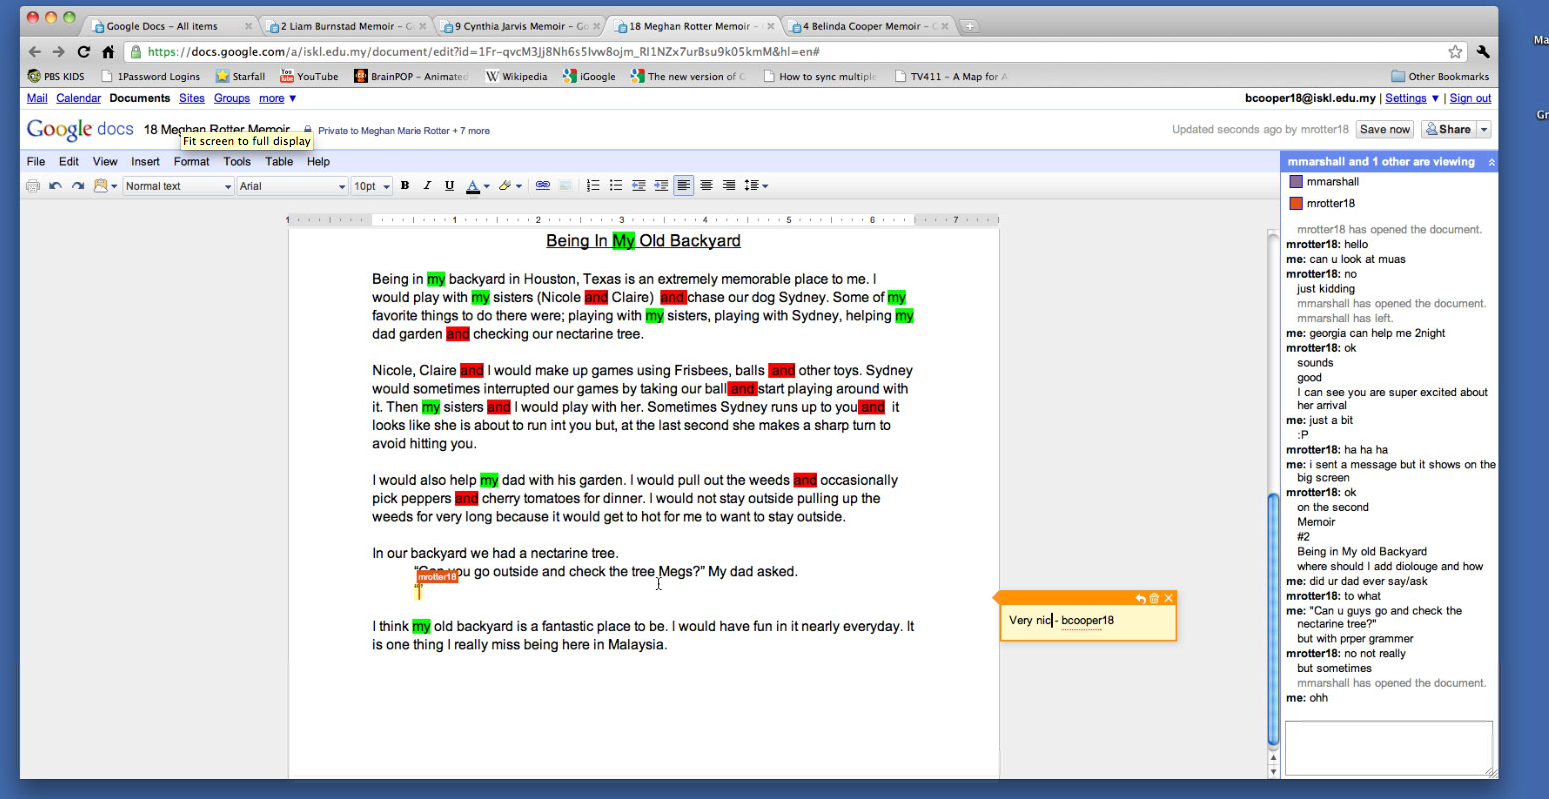 Google Docs - All items
2 Liam Burnstad Memoir - G
9 Cynthia Jarvis Memoir - Go
18 Meghan Rotter Memoir -
4 Belinda Cooper Memoir - C
https://docs.google.com/a/iskl.edu.my/document/edit?id=1Fr-qvcM3Jj8Nh6s5Ivw8ojm_RI1NZx7urBsu9k05kmM&hl=en#
PBS KIDS
1Password Logins
Starfall
YouTube
BrainPOP - Animated
Wikipedia
iGoogle
The new version of G
How to sync multiple
TV411 - A Map for A
Other Bookmarks
Mail Calendar Documents Sites Groups more ▼
bcooper18@iskl.edu.my | Settings ▼ | Sign out
Google docs 18 Meghan Rotter Memoir Private to Meghan Marie Rotter + 7 more
Updated seconds ago by mrotter18 Save now Share
Fit screen to full display
File Edit View Insert Format Tools Table Help
Normal text Arial 10pt B I U A
1 1 2 3 4 5 6 7
Being In My Old Backyard
Being in my backyard in Houston, Texas is an extremely memorable place to me. I
would play with my sisters (Nicole and Claire) and chase our dog Sydney. Some of my
favorite things to do there were; playing with my sisters, playing with Sydney, helping my
dad garden and checking our nectarine tree.
Nicole, Claire and I would make up games using Frisbees, balls and other toys. Sydney
would sometimes interrupted our games by taking our ball and start playing around with
it. Then my sisters and I would play with her. Sometimes Sydney runs up to you and it
looks like she is about to run int you but, at the last second she makes a sharp turn to
avoid hitting you.
I would also help my dad with his garden. I would pull out the weeds and occasionally
pick peppers and cherry tomatoes for dinner. I would not stay outside pulling up the
weeds for very long because it would get to hot for me to want to stay outside.
In our backyard we had a nectarine tree.
“Can you go outside and check the tree Megs?” My dad asked.
mrotter18
“”
I think my old backyard is a fantastic place to be. I would have fun in it nearly everyday. It
is one thing I really miss being here in Malaysia.
Very nic - bcooper18
mmarshall and 1 other are viewing
mmarshall
mrotter18
mrotter18 has opened the document.
mrotter18: hello
me: can u look at muas
mrotter18: no
just kidding
mmarshall has opened the document.
mmarshall has left.
me: georgia can help me 2night
mrotter18: ok
sounds
good
I can see you are super excited about
her arrival
me: just a bit
:P
mrotter18: ha ha ha
me: i sent a message but it shows on the
big screen
mrotter18: ok
on the second
Memoir
#2
Being in My old Backyard
where should I add diolouge and how
me: did ur dad ever say/ask
mrotter18: to what
me: "Can u guys go and check the
nectarine tree?"
but with prper grammer
mrotter18: no not really
but sometimes
mmarshall has opened the document.
me: ohh
Ma
Gr